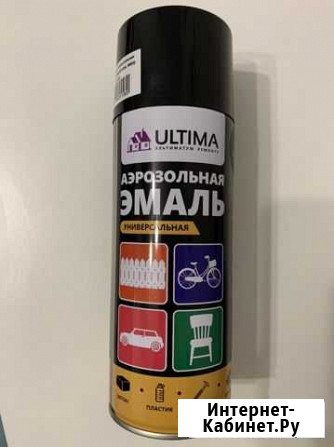 ULTIMA
АЭРОЗОЛЬНАЯ
ЭМАЛЬ
УНИВЕРСАЛЬНАЯ
ПЛАСТИК
Интернет-
Кабинет.Ру